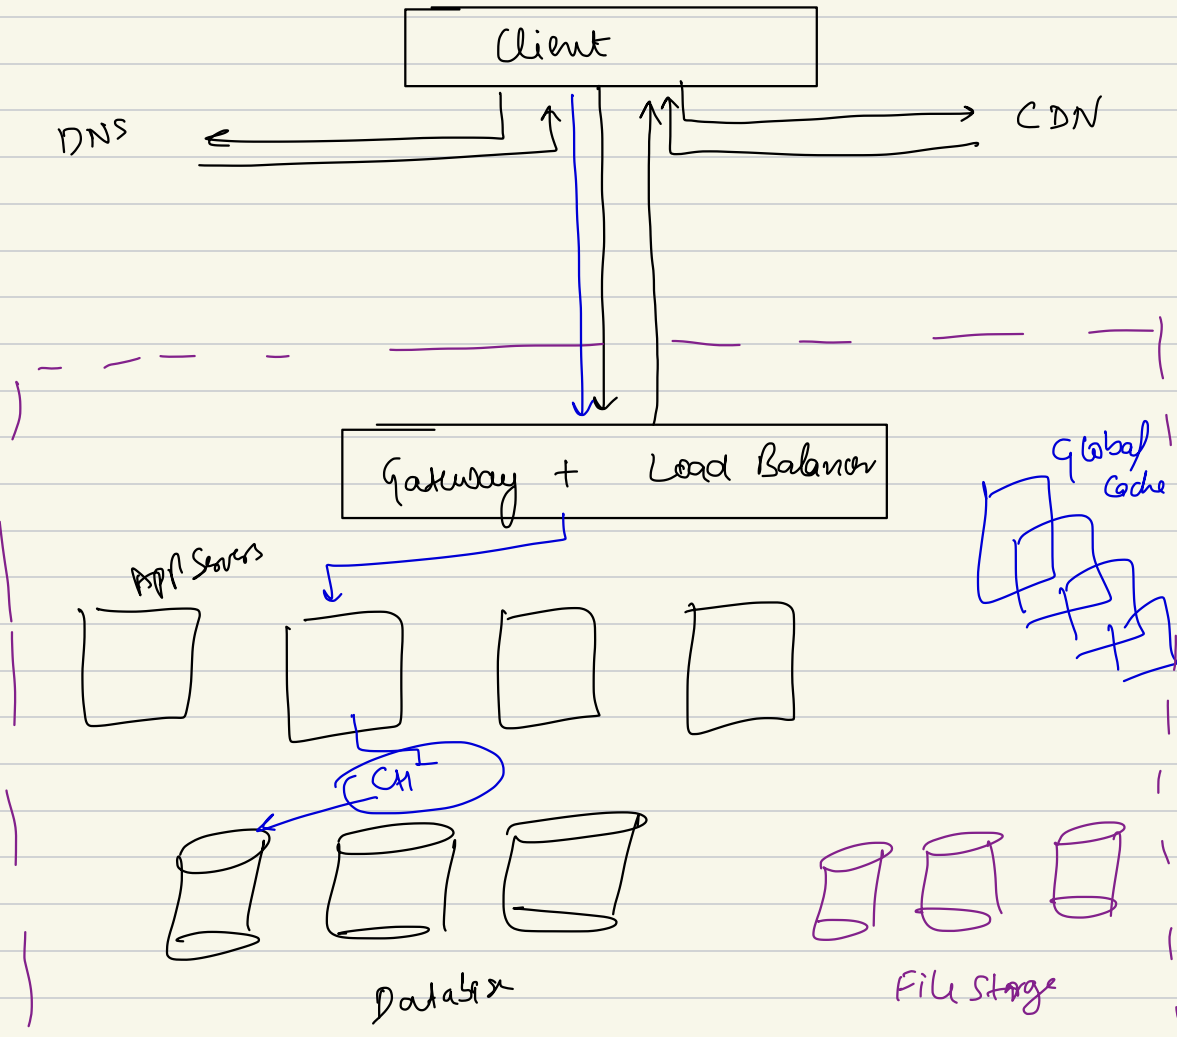 Client
DNS
CDN
Gateway + Load Balancer
Global
Cache
App Servers
CH
Database
File Storage